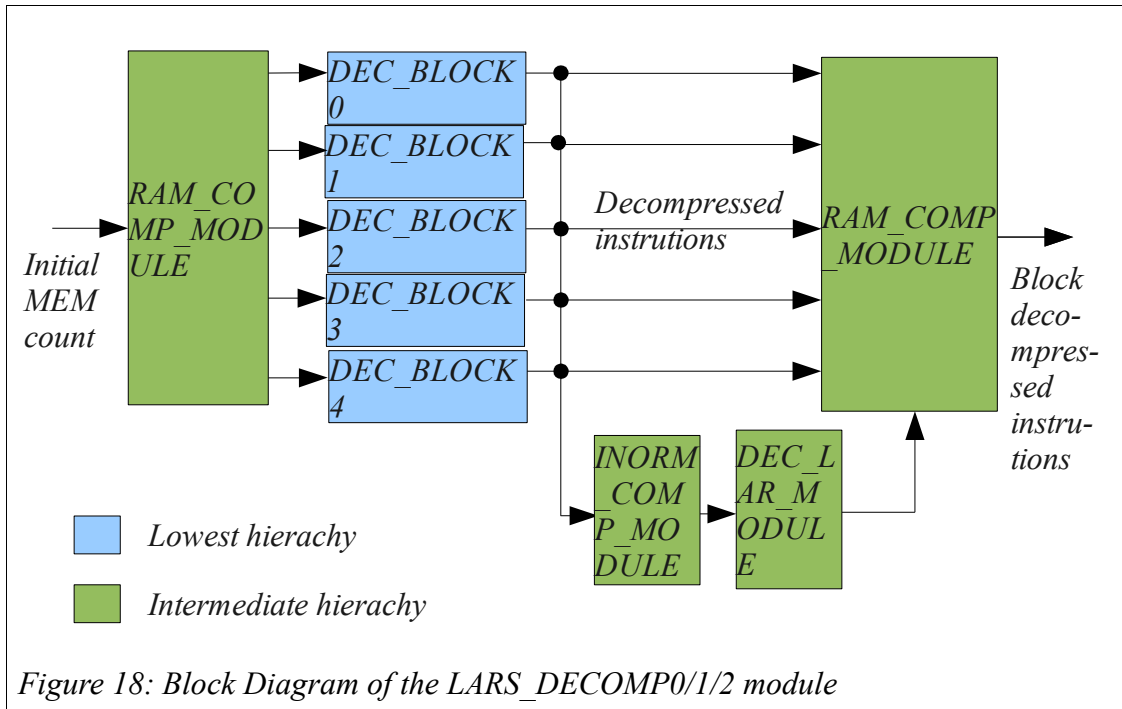 DEC_BLOCK
0
DEC_BLOCK
1
DEC_BLOCK
2
DEC_BLOCK
3
DEC_BLOCK
4
RAM_CO
MP_MOD
ULE
Initial
MEM
count
Decompressed
instrutions
RAM_COMP
_MODULE
Block
deco-
mpres-
sed
instru-
tions
INORM
_COM
P_MO
DULE
DEC_L
AR_M
ODUL
E
Lowest hierachy
Intermediate hierachy
Figure 18: Block Diagram of the LARS_DECOMP0/1/2 module